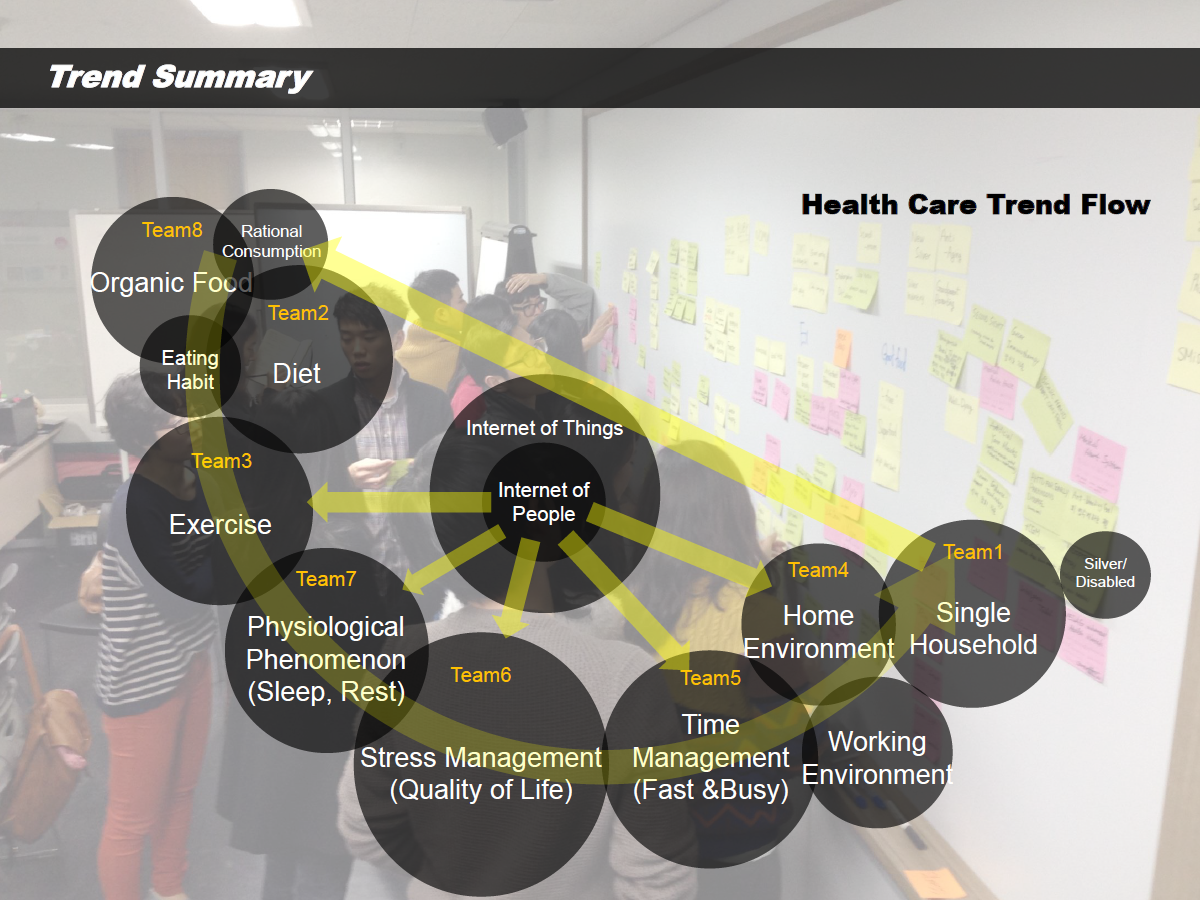 Trend Summary
Health Care Trend Flow
Team8
Organic Food
Rational
Consumption
Team2
Diet
Eating
Habit
Team3
Exercise
Internet of Things
Internet of
People
Team7
Physiological
Phenomenon
(Sleep, Rest)
Team6
Stress Management
(Quality of Life)
Team5
Time
Management
(Fast &Busy)
Team4
Home
Environment
Working
Environment
Team1
Single
Household
Silver/
Disabled